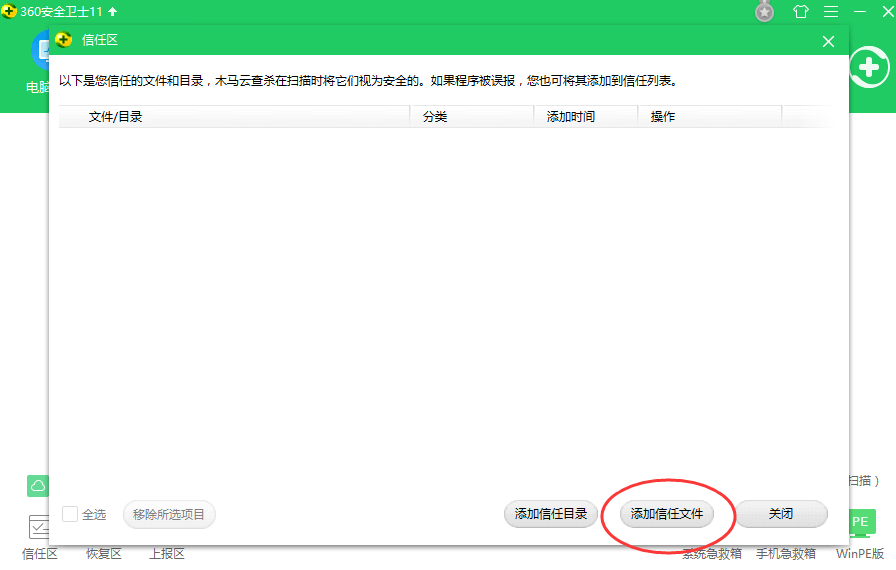 360安全卫士11
信任区
电脑
以下是您信任的文件和目录，木马云查杀在扫描时将它们视为安全的。如果程序被误报，您也可将其添加到信任列表。
文件/目录 分类 添加时间 操作
扫描）
全选 移除所选项目 添加信任目录 添加信任文件 关闭
PE
信任区 恢复区 上报区 系统急救箱 手机急救箱 WinPE版